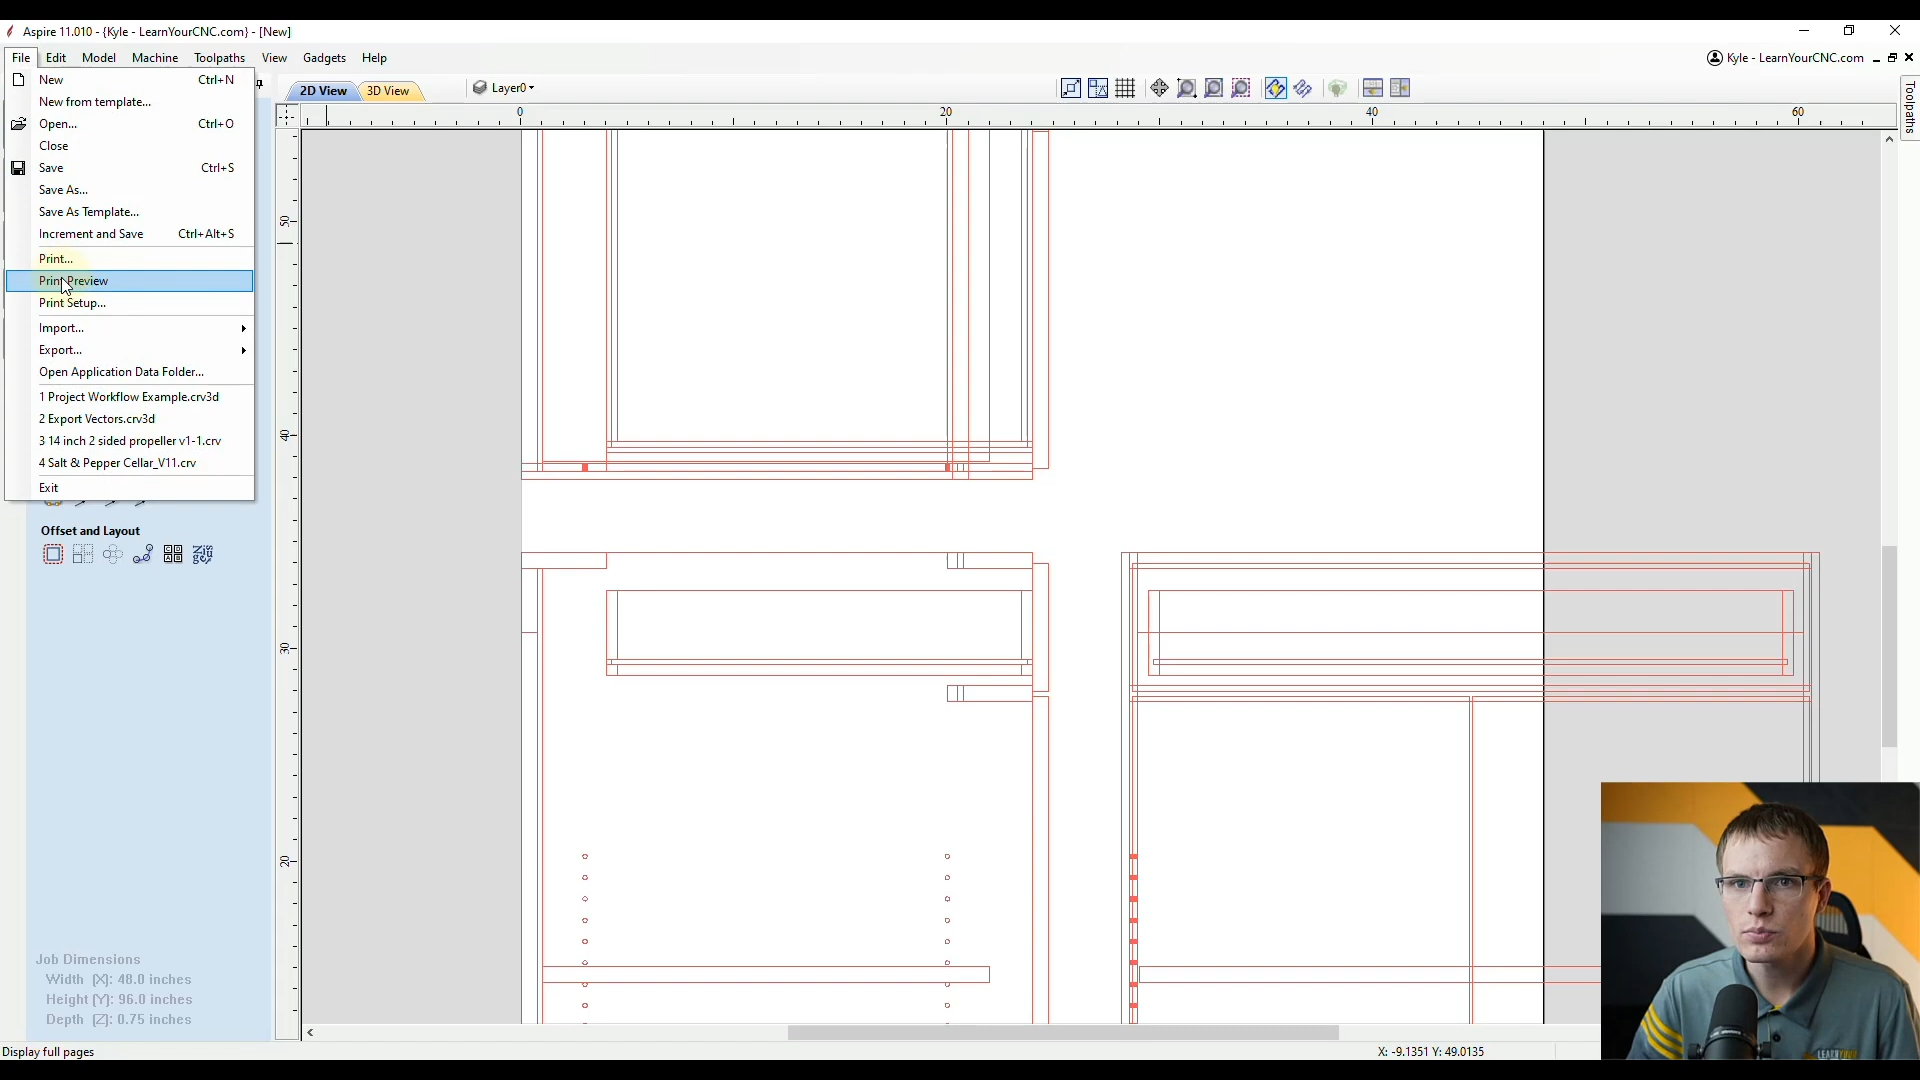 Aspire 11.010 - {Kyle - LearnYourCNC.com} - [New]
File Edit Model Machine Toolpaths View Gadgets Help
Kyle - LearnYourCNC.com
New Ctrl+N
New from template...
Open... Ctrl+O
Close
Save Ctrl+S
Save As...
Save As Template...
Increment and Save Ctrl+Alt+S
Print...
Print Preview
Print Setup...
Import...
Export...
Open Application Data Folder...
1 Project Workflow Example.crv3d
2 Export Vectors.crv3d
3 14 inch 2 sided propeller v1-1.crv
4 Salt & Pepper Cellar_V11.crv
Exit
2D View 3D View Layer0
Toolpaths
0 20 40 60
50
40
30
20
Offset and Layout
Job Dimensions
Width (X): 48.0 inches
Height (Y): 96.0 inches
Depth (Z): 0.75 inches
Display full pages
X: -9.1351 Y: 49.0135